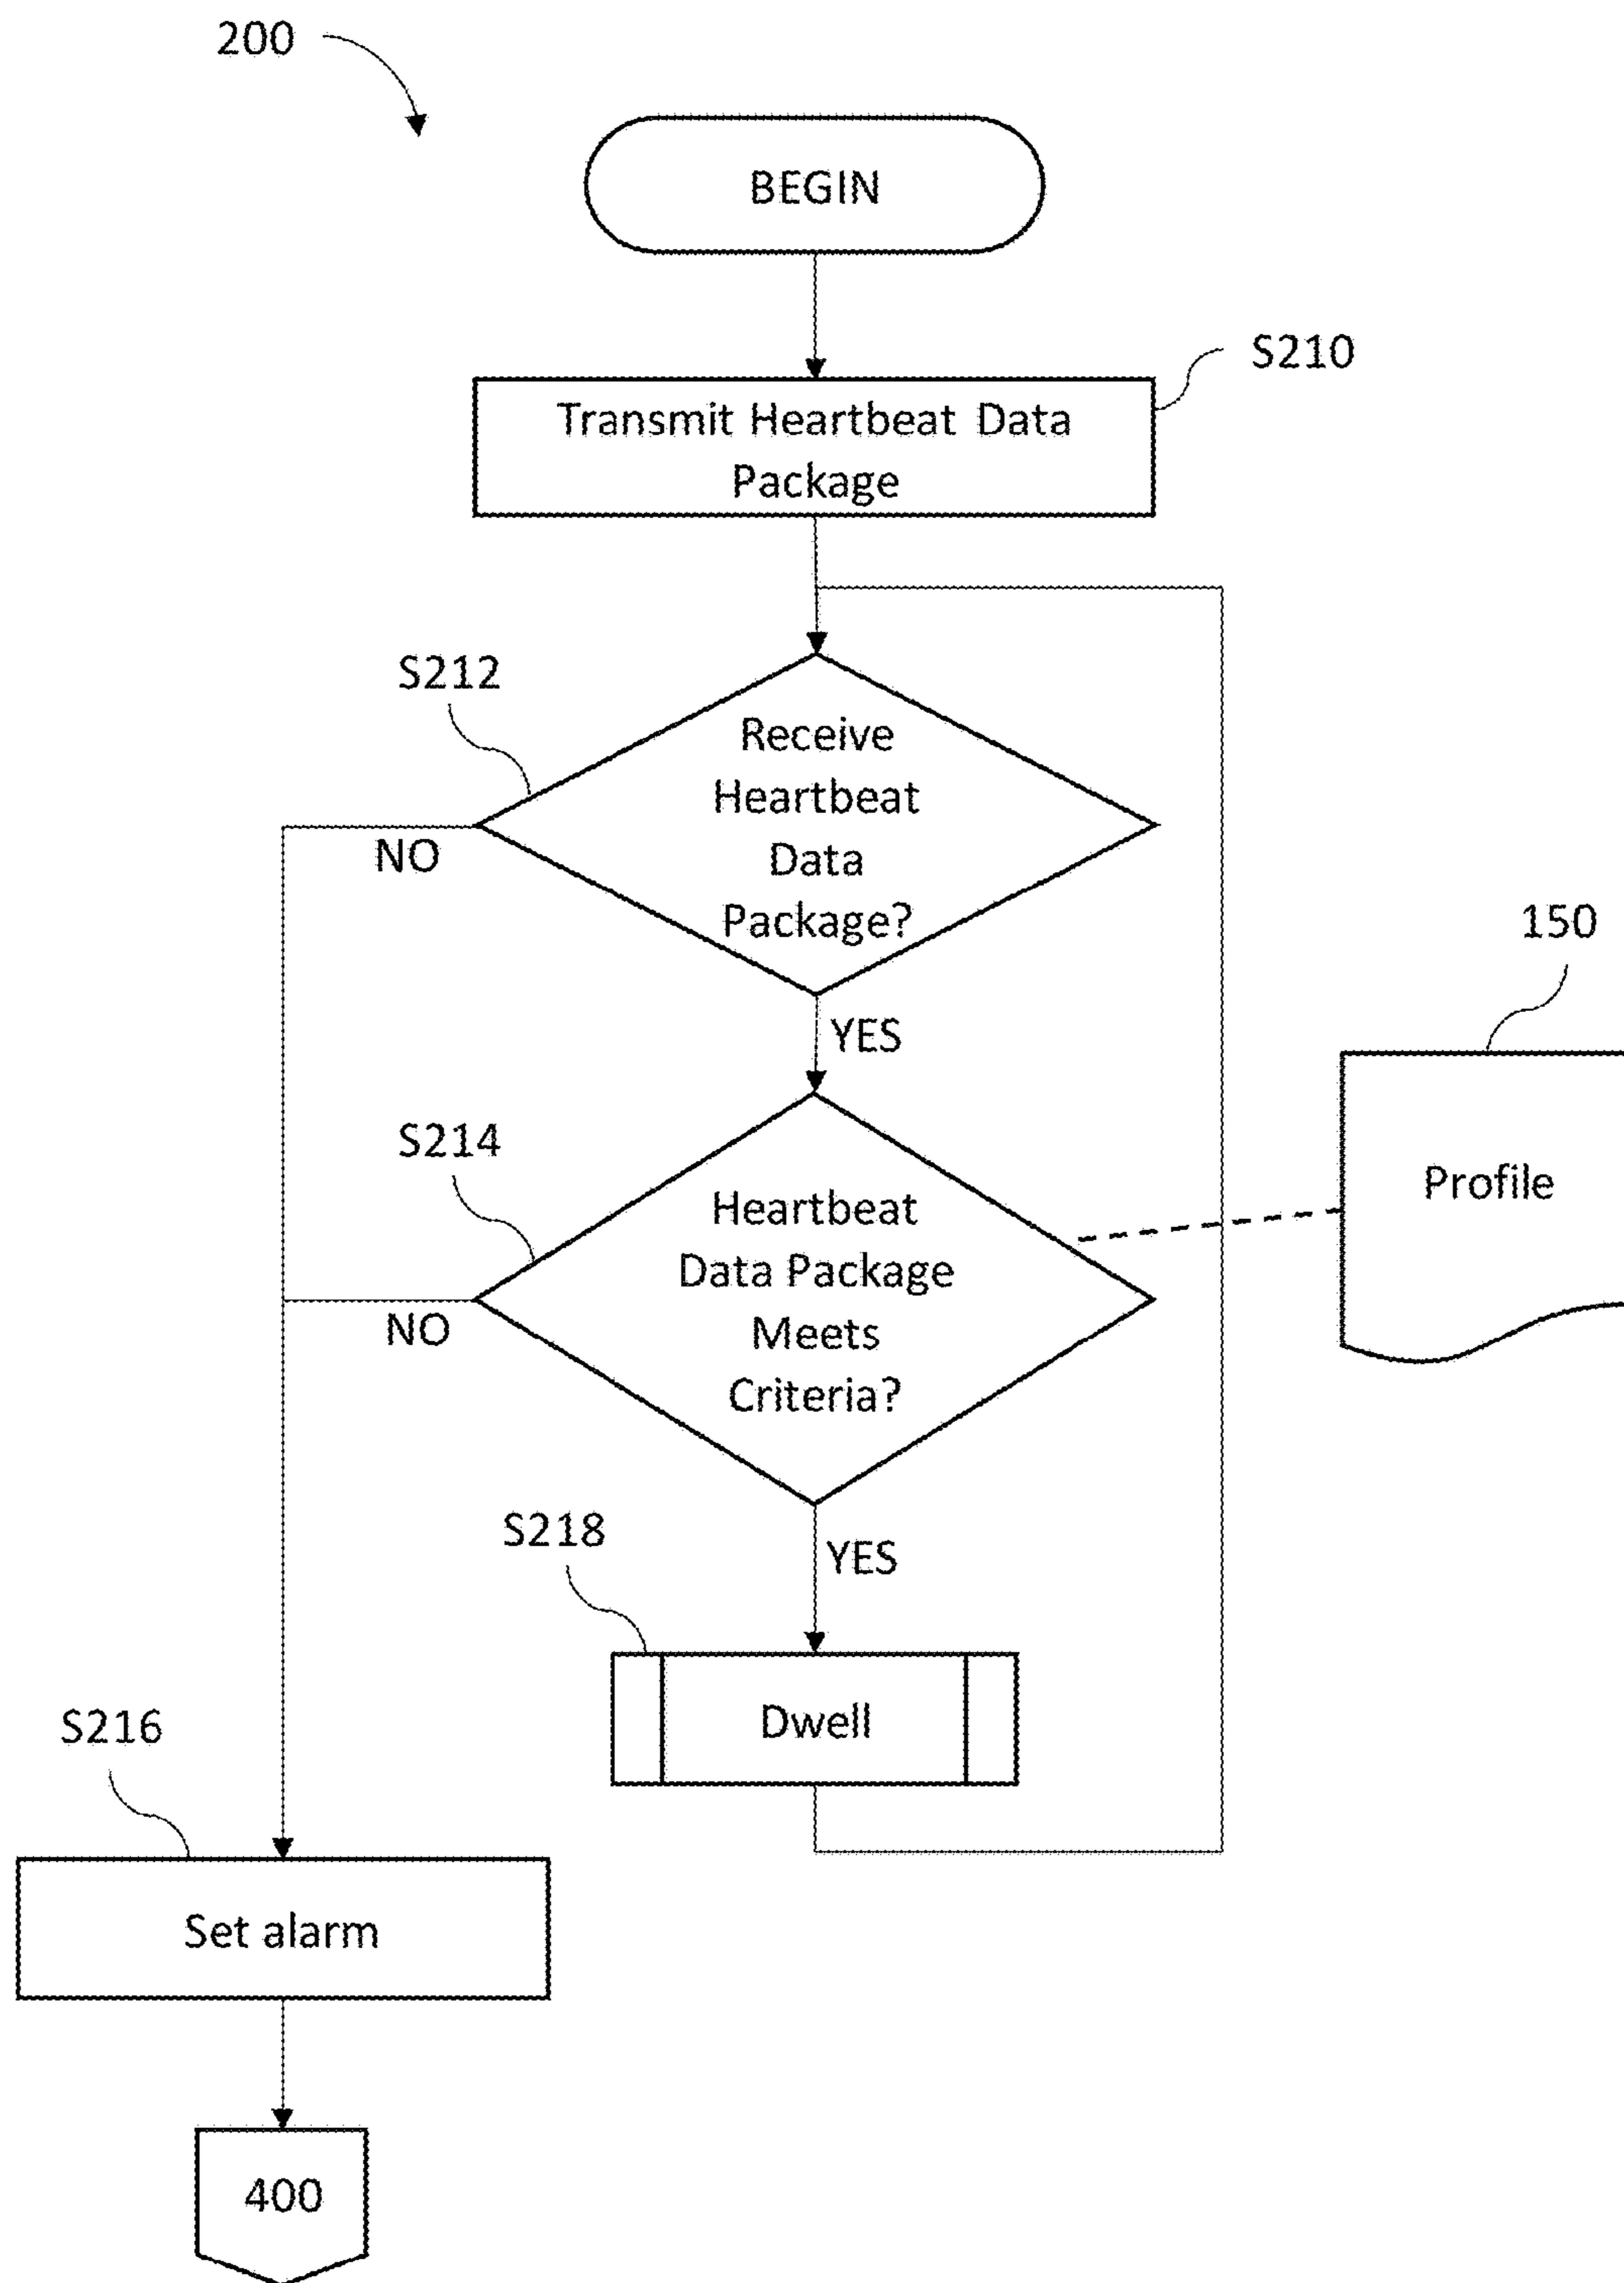 200
BEGIN
S210
Transmit Heartbeat Data
Package
S212
Receive
Heartbeat
Data
Package?
NO
YES
150
Profile
S214
Heartbeat
Data Package
Meets
Criteria?
NO
YES
S218
Dwell
S216
Set alarm
400